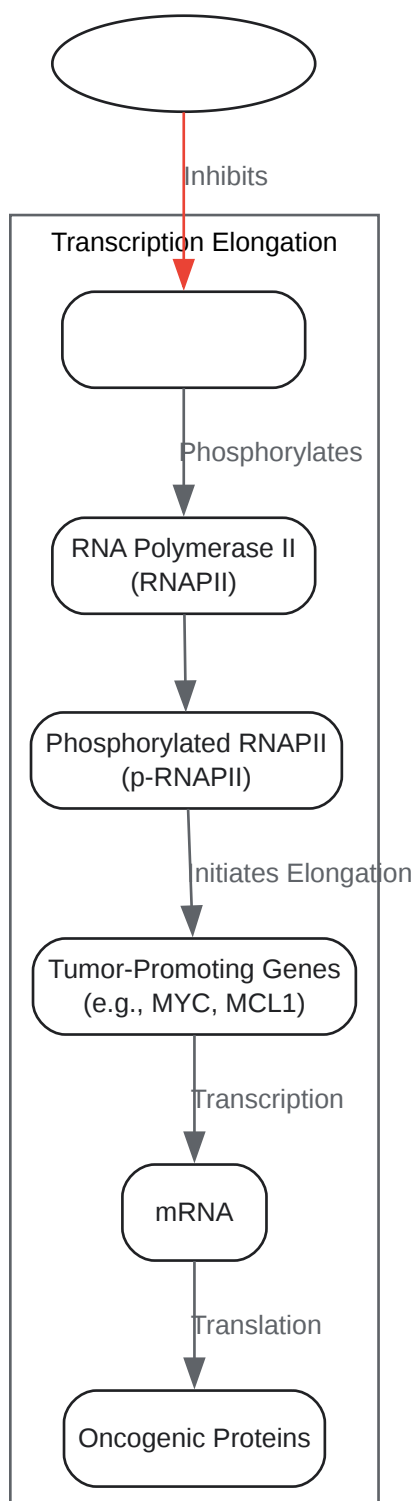 Inhibits
Transcription Elongation
Phosphorylates
RNA Polymerase II
(RNAPII)
Phosphorylated RNAPII
(p-RNAPII)
Initiates Elongation
Tumor-Promoting Genes
(e.g., MYC, MCL1)
Transcription
mRNA
Translation
Oncogenic Proteins